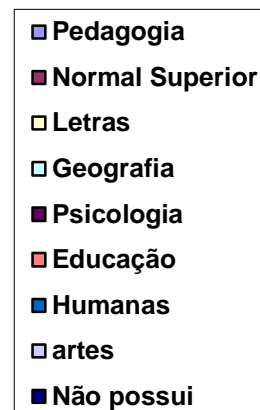 Pedagogia
Normal Superior
Letras
Geografia
Psicologia
Educação
Humanas
artes
Não possui